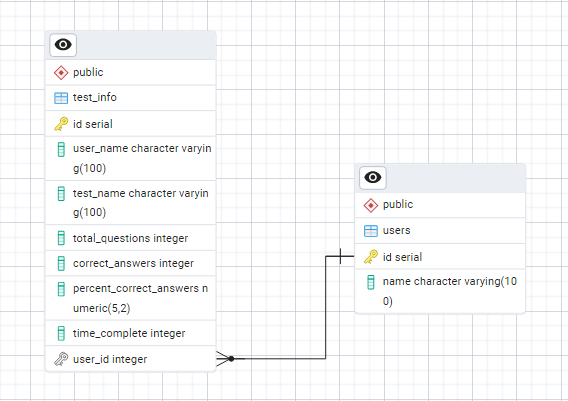 public
test_info
id serial
user_name character varyin
g(100)
test_name character varyin
g(100)
total_questions integer
correct_answers integer
percent_correct_answers n
umeric(5,2)
time_complete integer
user_id integer
public
users
id serial
name character varying(10
0)